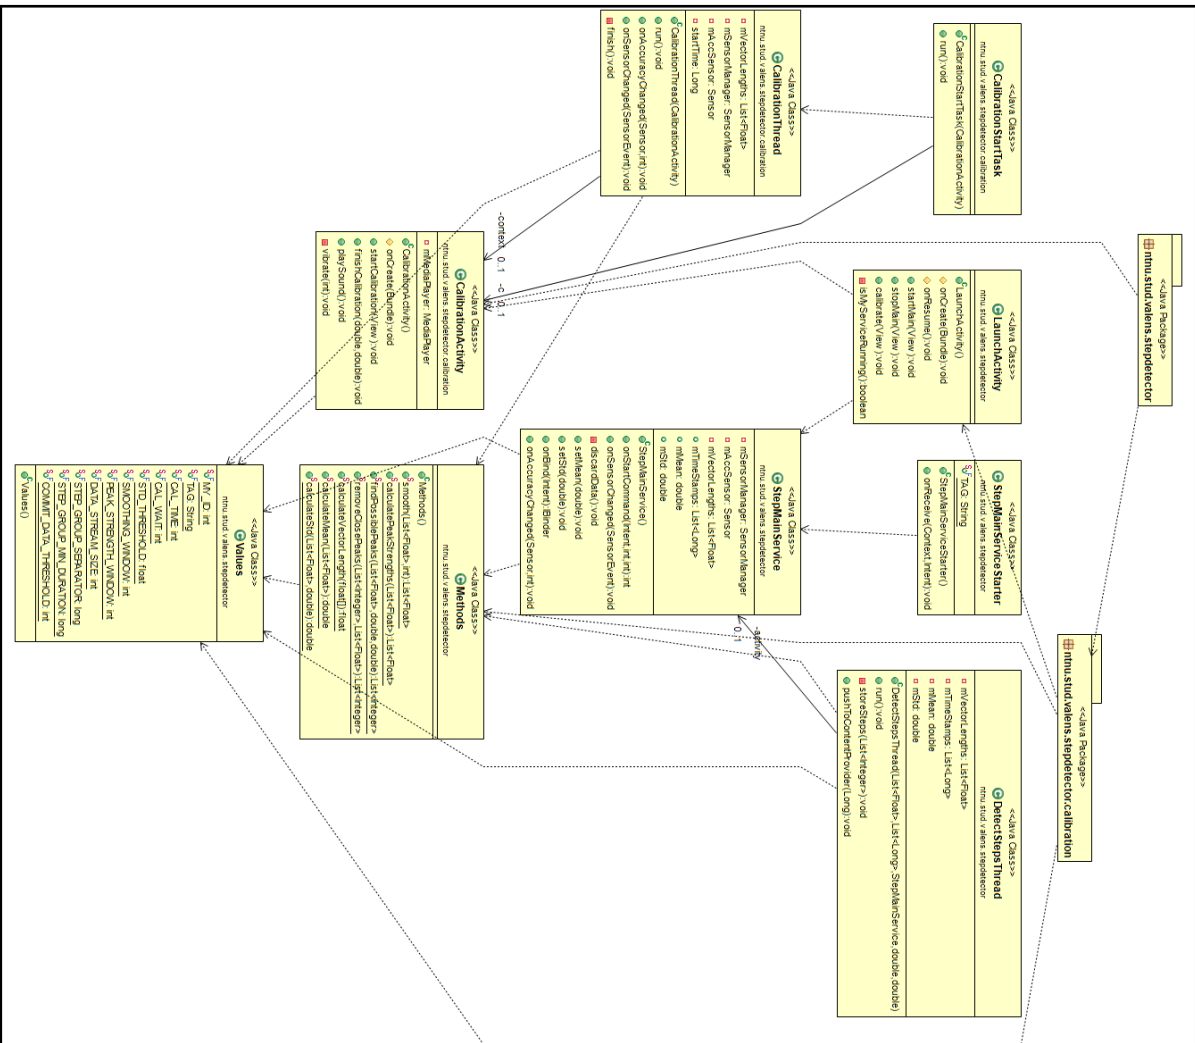 <<Java Package>>
ntnu.stud.valens.stepdetector
<<Java Package>>
ntnu.stud.valens.stepdetector.calibration
<<Java Class>>
CalibrationStartTask
ntnu.stud.valens.stepdetector.calibration
CalibrationStartTask(CalibrationActivity)
run():void
<<Java Class>>
LaunchActivity
ntnu.stud.valens.stepdetector
LaunchActivity()
onCreate(Bundle):void
onResume():void
startMain(View):void
stopMain(View):void
calibrate(View):void
isMyServiceRunning():boolean
<<Java Class>>
StepMainServiceStarter
ntnu.stud.valens.stepdetector
TAG: String
StepMainServiceStarter()
onReceive(Context,Intent):void
<<Java Class>>
DetectStepsThread
ntnu.stud.valens.stepdetector
mVectorLengths: List<Float>
mTimeStamps: List<Long>
mMean: double
mStd: double
DetectStepsThread(List<Float>,List<Long>,StepMainService,double,double)
run():void
storeSteps(List<Integer>):void
pushToContentProvider(Long):void
<<Java Class>>
CalibrationThread
ntnu.stud.valens.stepdetector.calibration
mVectorLengths: List<Float>
mSensorManager: SensorManager
mAccSensor: Sensor
startTime: Long
CalibrationThread(CalibrationActivity)
run():void
onAccuracyChanged(Sensor,int):void
onSensorChanged(SensorEvent):void
finish():void
<<Java Class>>
StepMainService
ntnu.stud.valens.stepdetector
mSensorManager: SensorManager
mAccSensor: Sensor
mVectorLengths: List<Float>
mTimeStamps: List<Long>
mMean: double
mStd: double
StepMainService()
onStartCommand(Intent,int,int):int
onSensorChanged(SensorEvent):void
discardData():void
setMean(double):void
setStd(double):void
onBind(Intent):IBinder
onAccuracyChanged(Sensor,int):void
-activity
0..1
-context 0..1
-c 0..1
<<Java Class>>
CalibrationActivity
ntnu.stud.valens.stepdetector.calibration
mMediaPlayer: MediaPlayer
CalibrationActivity()
onCreate(Bundle):void
startCalibration(View):void
finishCalibration(double,double):void
playSound():void
vibrate(int):void
<<Java Class>>
Methods
ntnu.stud.valens.stepdetector
Methods()
smooth(List<Float>,int):List<Float>
calculatePeakStrengths(List<Float>):List<Float>
findPossiblePeaks(List<Float>,double,double):List<Integer>
removeClosePeaks(List<Integer>,List<Float>):List<Integer>
calculateVectorLength(float[]):float
calculateMean(List<Float>):double
calculateStd(List<Float>,double):double
<<Java Class>>
Values
ntnu.stud.valens.stepdetector
MY_ID: int
TAG: String
CAL_TIME: int
CAL_WAIT: int
STD_THRESHOLD: float
SMOOTHING_WINDOW: int
PEAK_STRENGTH_WINDOW: int
DATA_STREAM_SIZE: int
STEP_GROUP_SEPARATOR: long
STEP_GROUP_MIN_DURATION: long
COMMIT_DATA_THRESHOLD: int
Values()